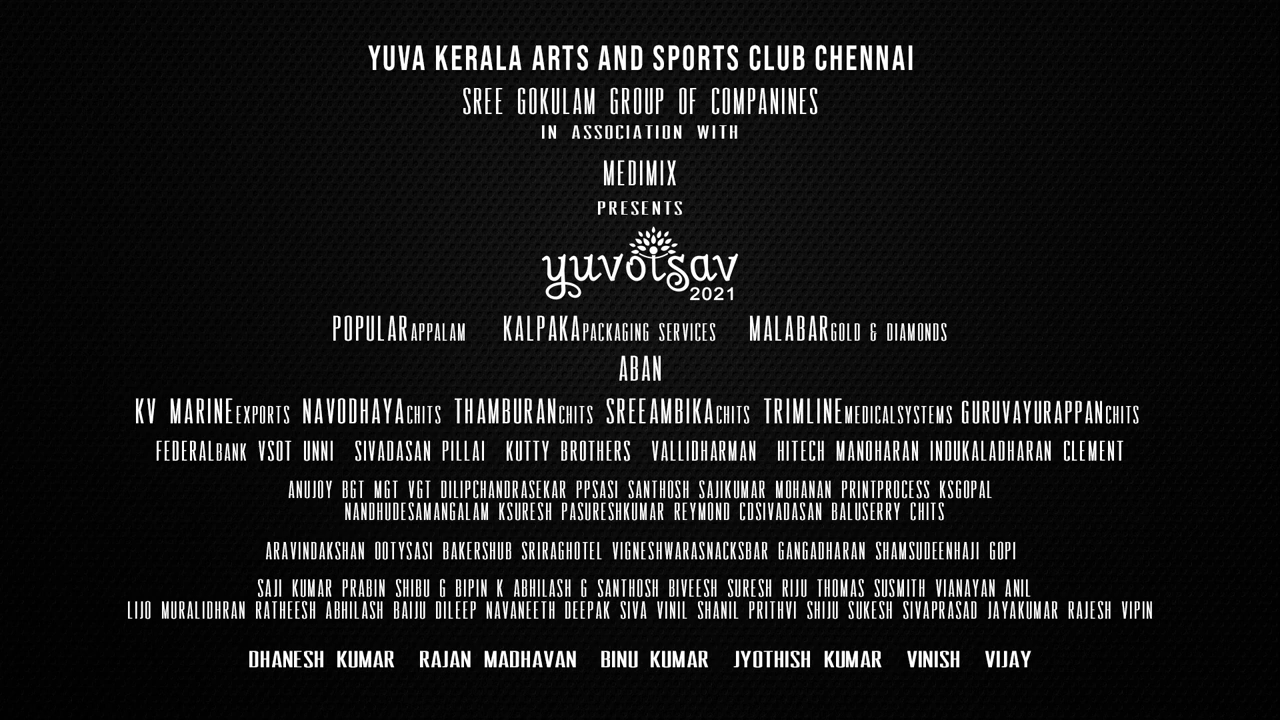 YUVA KERALA ARTS AND SPORTS CLUB CHENNAI
SREE GOKULAM GROUP OF COMPANINES
IN ASSOCIATION WITH
MEDIMIX
PRESENTS
yuvotsav
2021
POPULARAPPALAM KALPAKAPACKAGING SERVICES MALABARGOLD & DIAMONDS
ABAN
KV MARINEEXPORTS NAVODHAYACHITS THAMBURANCHITS SREEAMBIKACHITS TRIMLINEMEDICALSYSTEMS GURUVAYURAPPANCHITS
FEDERALBANK VSOT UNNI SIVADASAN PILLAI KUTTY BROTHERS VALLIDHARMAN HITECH MANOHARAN INDUKALADHARAN CLEMENT
ANUJOY BGT MGT VGT DILIPCHANDRASEKAR PPSASI SANTHOSH SAJIKUMAR MOHANAN PRINTPROCESS KSGOPAL
NANDHUDESAMANGALAM KSURESH PASURESHKUMAR REYMOND CDSIVADASAN BALUSERRY CHITS
ARAVINDAKSHAN OOTYSASI BAKERSHUB SRIRAGHOTEL VIGNESHWARASNACKSBAR GANGADHARAN SHAMSUDEENHAJI GOPI
SAJI KUMAR PRABIN SHIBU G BIPIN K ABHILASH G SANTHOSH BIVEESH SURESH RIJU THOMAS SUSMITH VIANAYAN ANIL
LIJO MURALIDHRAN RATHEESH ABHILASH BAIJU DILEEP NAVANEETH DEEPAK SIVA VINIL SHANIL PRITHVI SHIJU SUKESH SIVAPRASAD JAYAKUMAR RAJESH VIPIN
DHANESH KUMAR RAJAN MADHAVAN BINU KUMAR JYOTHISH KUMAR VINISH VIJAY